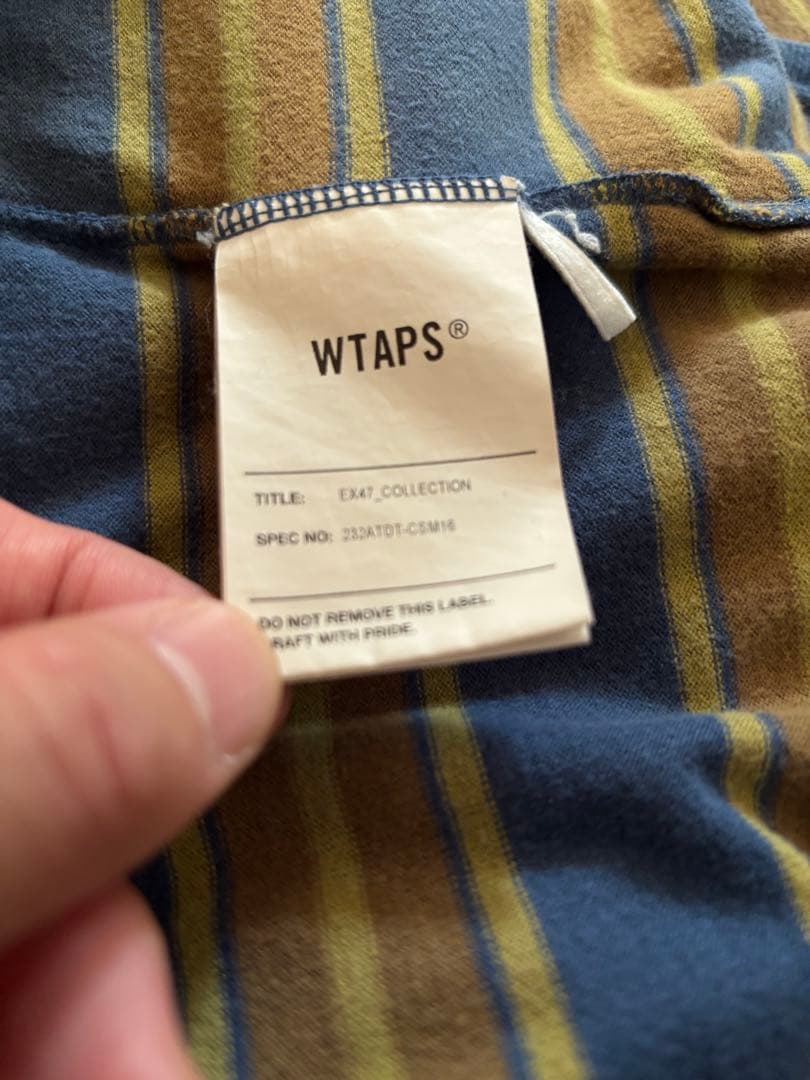 WTAPS®
TITLE: EX47_COLLECTION
SPEC NO: 232ATDT-CSM16
DO NOT REMOVE THIS LABEL.
RAFT WITH PRIDE.